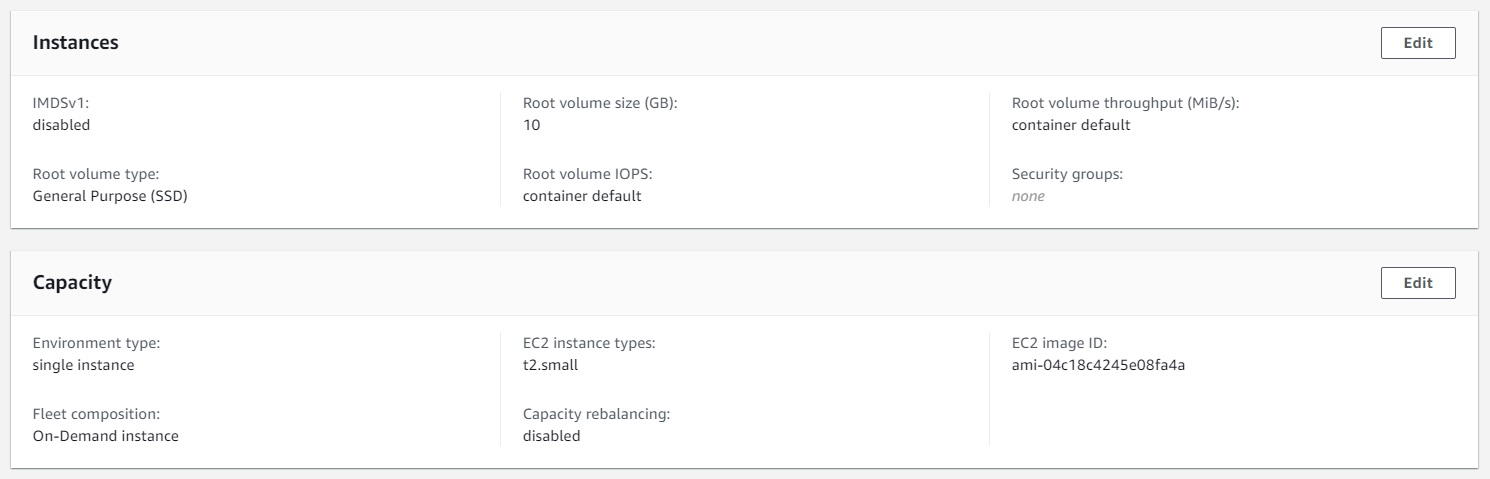 Instances
Edit
IMDSv1:
disabled
Root volume size (GB):
10
Root volume throughput (MiB/s):
container default
Root volume type:
General Purpose (SSD)
Root volume IOPS:
container default
Security groups:
none
Capacity
Edit
Environment type:
single instance
EC2 instance types:
t2.small
EC2 image ID:
ami-04c18c4245e08fa4a
Fleet composition:
On-Demand instance
Capacity rebalancing:
disabled